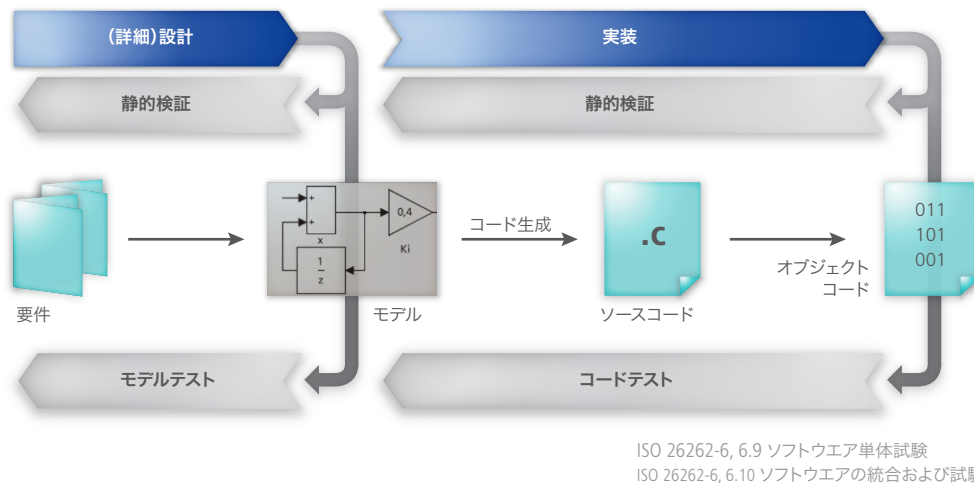 (詳細)設計
実装
静的検証
静的検証
+
+
x
1
z
0,4
Ki
コード生成
.c
011
101
001
オブジェクト
コード
要件
モデル
ソースコード
モデルテスト
コードテスト
ISO 26262-6, 6.9 ソフトウエア単体試験
ISO 26262-6, 6.10 ソフトウエアの統合および試験